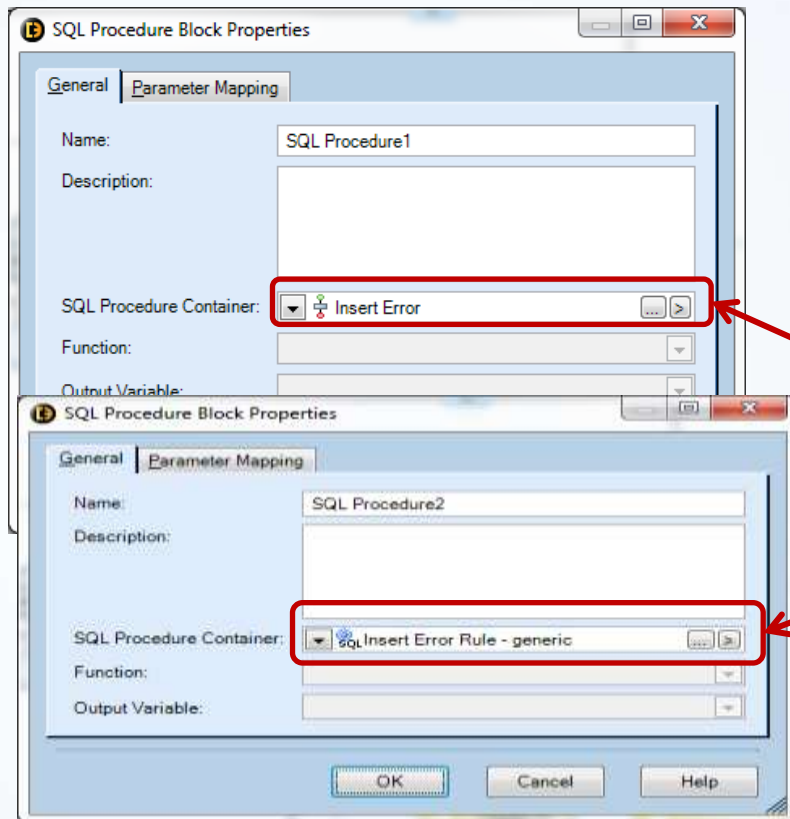 SQL Procedure Block Properties
General Parameter Mapping
Name: SQL Procedure1
Description:
SQL Procedure Container: Insert Error ... >
Function:
Output Variable:
SQL Procedure Block Properties
General Parameter Mapping
Name: SQL Procedure2
Description:
SQL Procedure Container: SQL Insert Error Rule - generic ... >
Function:
Output Variable:
OK Cancel Help